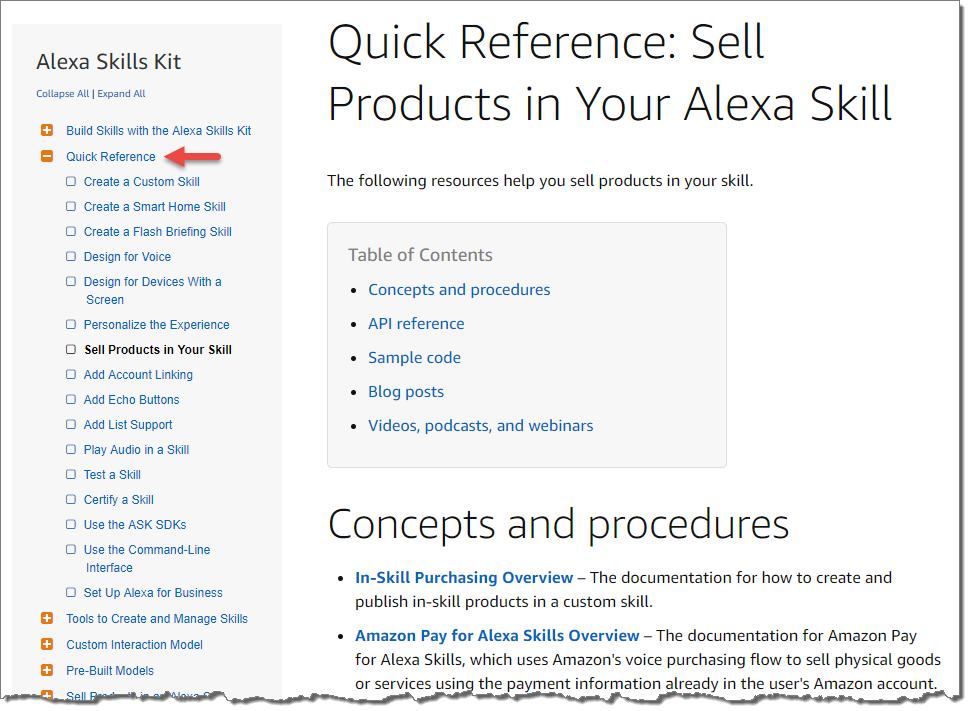 Alexa Skills Kit
Collapse All | Expand All
Build Skills with the Alexa Skills Kit
Quick Reference
Create a Custom Skill
Create a Smart Home Skill
Create a Flash Briefing Skill
Design for Voice
Design for Devices With a
Screen
Personalize the Experience
Sell Products in Your Skill
Add Account Linking
Add Echo Buttons
Add List Support
Play Audio in a Skill
Test a Skill
Certify a Skill
Use the ASK SDKs
Use the Command-Line
Interface
Set Up Alexa for Business
Tools to Create and Manage Skills
Custom Interaction Model
Pre-Built Models
Sell Products in an Alexa
Quick Reference: Sell
Products in Your Alexa Skill
The following resources help you sell products in your skill.
Table of Contents
Concepts and procedures
API reference
Sample code
Blog posts
Videos, podcasts, and webinars
Concepts and procedures
In-Skill Purchasing Overview – The documentation for how to create and
publish in-skill products in a custom skill.
Amazon Pay for Alexa Skills Overview – The documentation for Amazon Pay
for Alexa Skills, which uses Amazon's voice purchasing flow to sell physical goods
or services using the payment information already in the user's Amazon account.